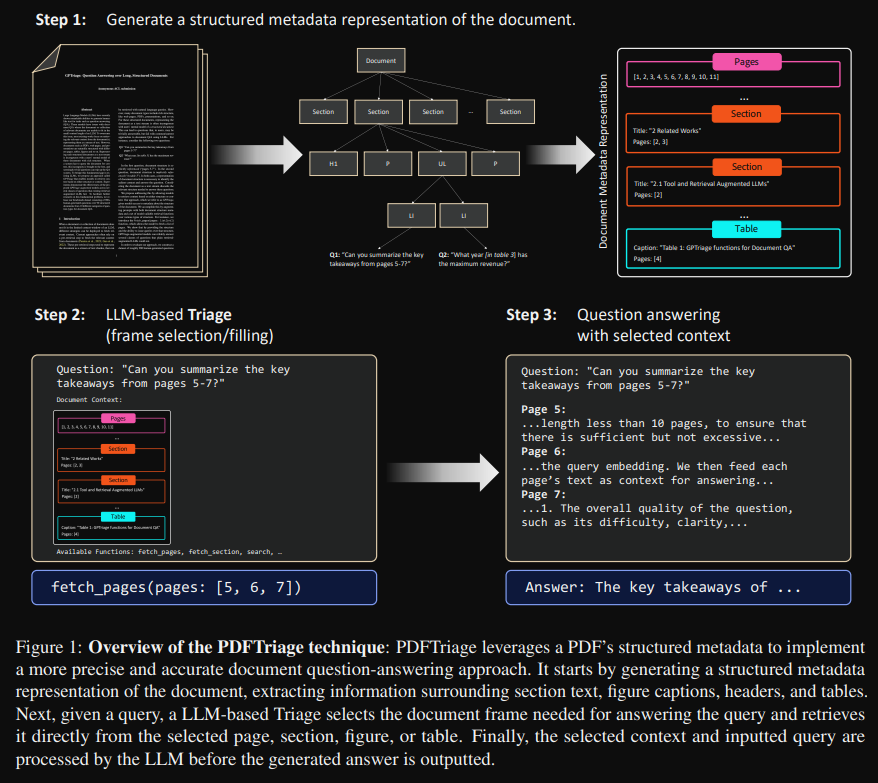 Step 1: Generate a structured metadata representation of the document.
GPTriage: Question Answering over Long, Structured Documents
Anonymous ACL submission
Abstract
1 Introduction
Document
Section Section Section ... Section
H1 P UL P
LI LI
Q1: "Can you summarize the key
takeaways from pages 5-7?"
Q2: "What year [in table 3] has
the maximum revenue?"
Document Metadata Representation
Pages
[1, 2, 3, 4, 5, 6, 7, 8, 9, 10, 11]
...
Section
Title: "2 Related Works"
Pages: [2, 3]
Section
Title: "2.1 Tool and Retrieval Augmented LLMs"
Pages: [2]
...
Table
Caption: "Table 1: GPTriage functions for Document QA"
Pages: [4]
Step 2: LLM-based Triage
(frame selection/filling)
Question: "Can you summarize the key
takeaways from pages 5-7?"
Document Context:
Pages
[1, 2, 3, 4, 5, 6, 7, 8, 9, 10, 11]
...
Section
Title: "2 Related Works"
Pages: [2, 3]
Section
Title: "2.1 Tool and Retrieval Augmented LLMs"
Pages: [2]
...
Table
Caption: "Table 1: GPTriage functions for Document QA"
Pages: [4]
Available Functions: fetch_pages, fetch_section, search, …
fetch_pages(pages: [5, 6, 7])
Step 3: Question answering
with selected context
Question: "Can you summarize the key
takeaways from pages 5-7?"
Page 5:
...length less than 10 pages, to ensure that
there is sufficient but not excessive...
Page 6:
...the query embedding. We then feed each
page's text as context for answering...
Page 7:
...1. The overall quality of the question,
such as its difficulty, clarity,...
Answer: The key takeaways of ...
Figure 1: Overview of the PDFTriage technique: PDFTriage leverages a PDF's structured metadata to implement
a more precise and accurate document question-answering approach. It starts by generating a structured metadata
representation of the document, extracting information surrounding section text, figure captions, headers, and tables.
Next, given a query, a LLM-based Triage selects the document frame needed for answering the query and retrieves
it directly from the selected page, section, figure, or table. Finally, the selected context and inputted query are
processed by the LLM before the generated answer is outputted.